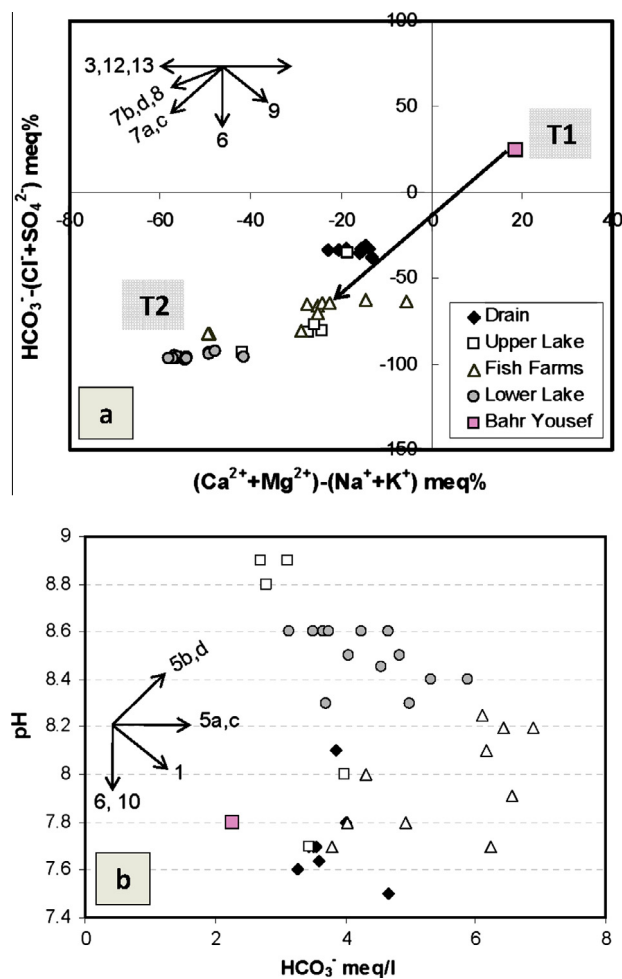 100
3,12,13
7b,d,8
7a,c
6
9
T1
50
HCO₃⁻-(Cl⁻+SO₄²⁻) meq%
-80 -60 -40 -20 0 20 40
0
-50
T2
Drain
Upper Lake
Fish Farms
Lower Lake
Bahr Yousef
-100
a
-150
(Ca²⁺+Mg²⁺)-(Na⁺+K⁺) meq%
9
8.8
8.6
8.4
8.2
8
7.8
7.6
7.4
pH
5b,d
5a,c
1
6, 10
b
0 2 4 6 8
HCO₃⁻ meq/l